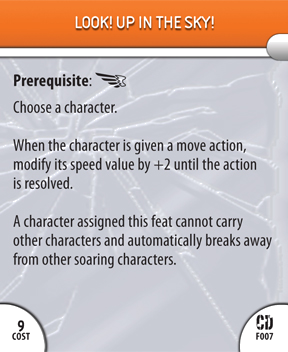 LOOK! UP IN THE SKY!
Prerequisite:
Choose a character.
When the character is given a move action,
modify its speed value by +2 until the action
is resolved.
A character assigned this feat cannot carry
other characters and automatically breaks away
from other soaring characters.
9
COST
CD
F007